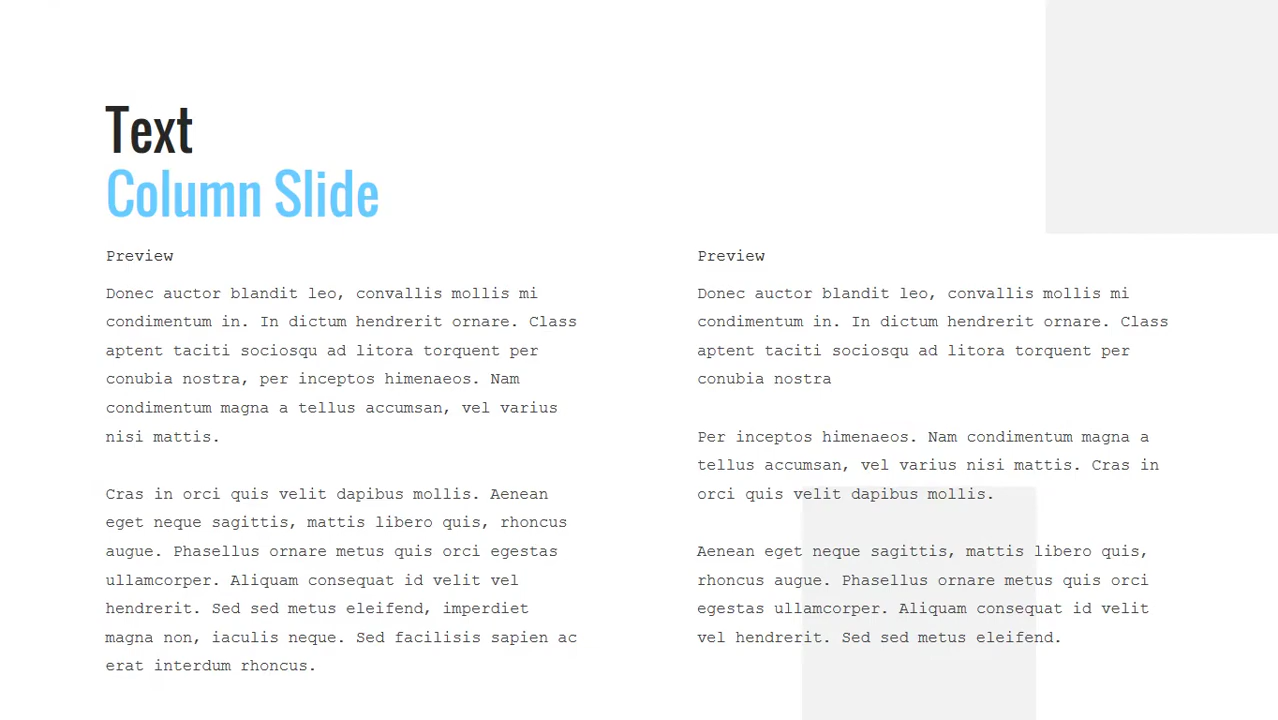 Text
Column Slide
Preview
Donec auctor blandit leo, convallis mollis mi
condimentum in. In dictum hendrerit ornare. Class
aptent taciti sociosqu ad litora torquent per
conubia nostra, per inceptos himenaeos. Nam
condimentum magna a tellus accumsan, vel varius
nisi mattis.
Cras in orci quis velit dapibus mollis. Aenean
eget neque sagittis, mattis libero quis, rhoncus
augue. Phasellus ornare metus quis orci egestas
ullamcorper. Aliquam consequat id velit vel
hendrerit. Sed sed metus eleifend, imperdiet
magna non, iaculis neque. Sed facilisis sapien ac
erat interdum rhoncus.
Preview
Donec auctor blandit leo, convallis mollis mi
condimentum in. In dictum hendrerit ornare. Class
aptent taciti sociosqu ad litora torquent per
conubia nostra
Per inceptos himenaeos. Nam condimentum magna a
tellus accumsan, vel varius nisi mattis. Cras in
orci quis velit dapibus mollis.
Aenean eget neque sagittis, mattis libero quis,
rhoncus augue. Phasellus ornare metus quis orci
egestas ullamcorper. Aliquam consequat id velit
vel hendrerit. Sed sed metus eleifend.